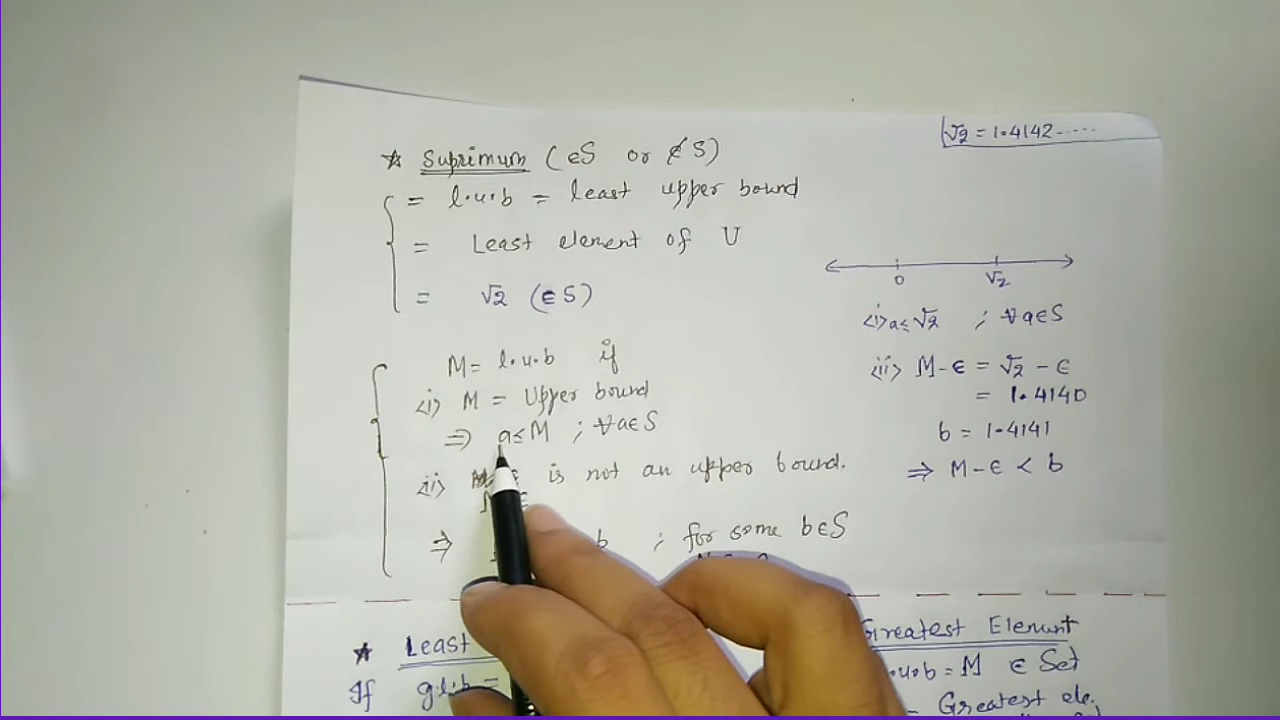 √2 = 1.4142.....
☆ Suprimum (∈S or ∉S)
= l.u.b = least upper bound
= Least element of U
= √2 (∈S)
M = l.u.b if
<i> M = Upper bound
⇒ a≤M ; ∀a∈S
<ii> is not an upper bound.
⇒ b ; for some b∈S
0 √2
<i> a≤√2 ; ∀a∈S
<ii> M-ϵ = √2 - ϵ
= 1.4140
b = 1.4141
⇒ M-ϵ < b
☆ Least
If g.l.b =
Greatest Element
.u.b = M ∈ Set
= Greatest ele.